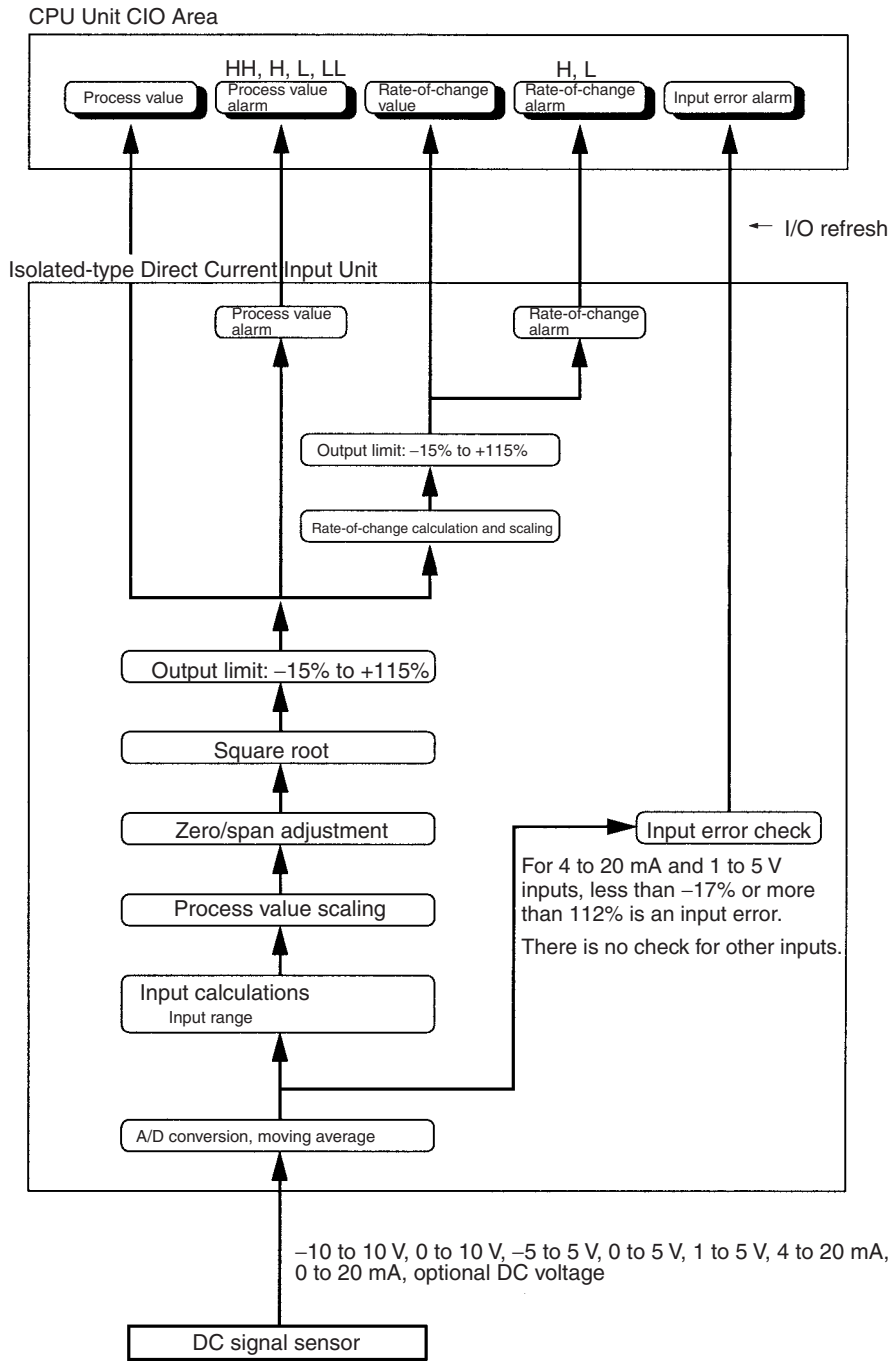 CPU Unit CIO Area
HH, H, L, LL
H, L
Process value
Process value
alarm
Rate-of-change
value
Rate-of-change
alarm
Input error alarm
I/O refresh
Isolated-type Direct Current Input Unit
Process value
alarm
Rate-of-change
alarm
Output limit: –15% to +115%
Rate-of-change calculation and scaling
Output limit: –15% to +115%
Square root
Zero/span adjustment
Input error check
For 4 to 20 mA and 1 to 5 V
inputs, less than –17% or more
than 112% is an input error.
There is no check for other inputs.
Process value scaling
Input calculations
Input range
A/D conversion, moving average
–10 to 10 V, 0 to 10 V, –5 to 5 V, 0 to 5 V, 1 to 5 V, 4 to 20 mA,
0 to 20 mA, optional DC voltage
DC signal sensor